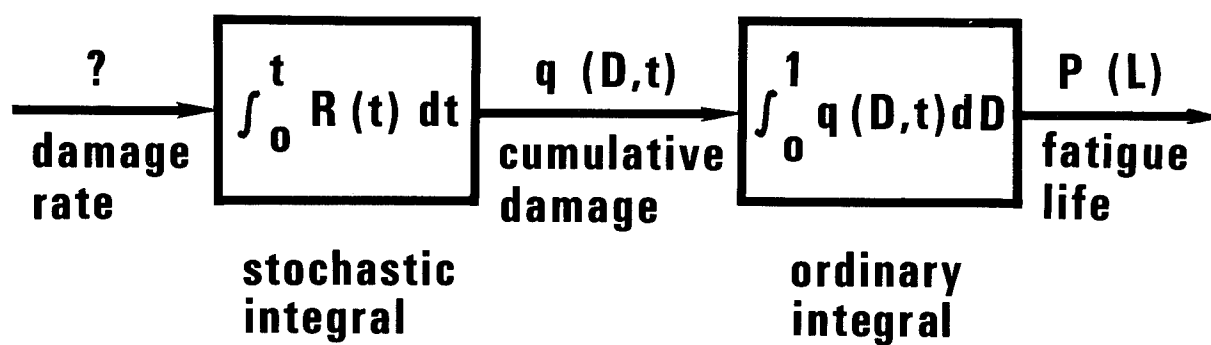 ?
damage
rate
∫₀ᵗ R (t) dt
q (D,t)
cumulative
damage
∫₀¹ q (D,t) dD
P (L)
fatigue
life
stochastic
integral
ordinary
integral